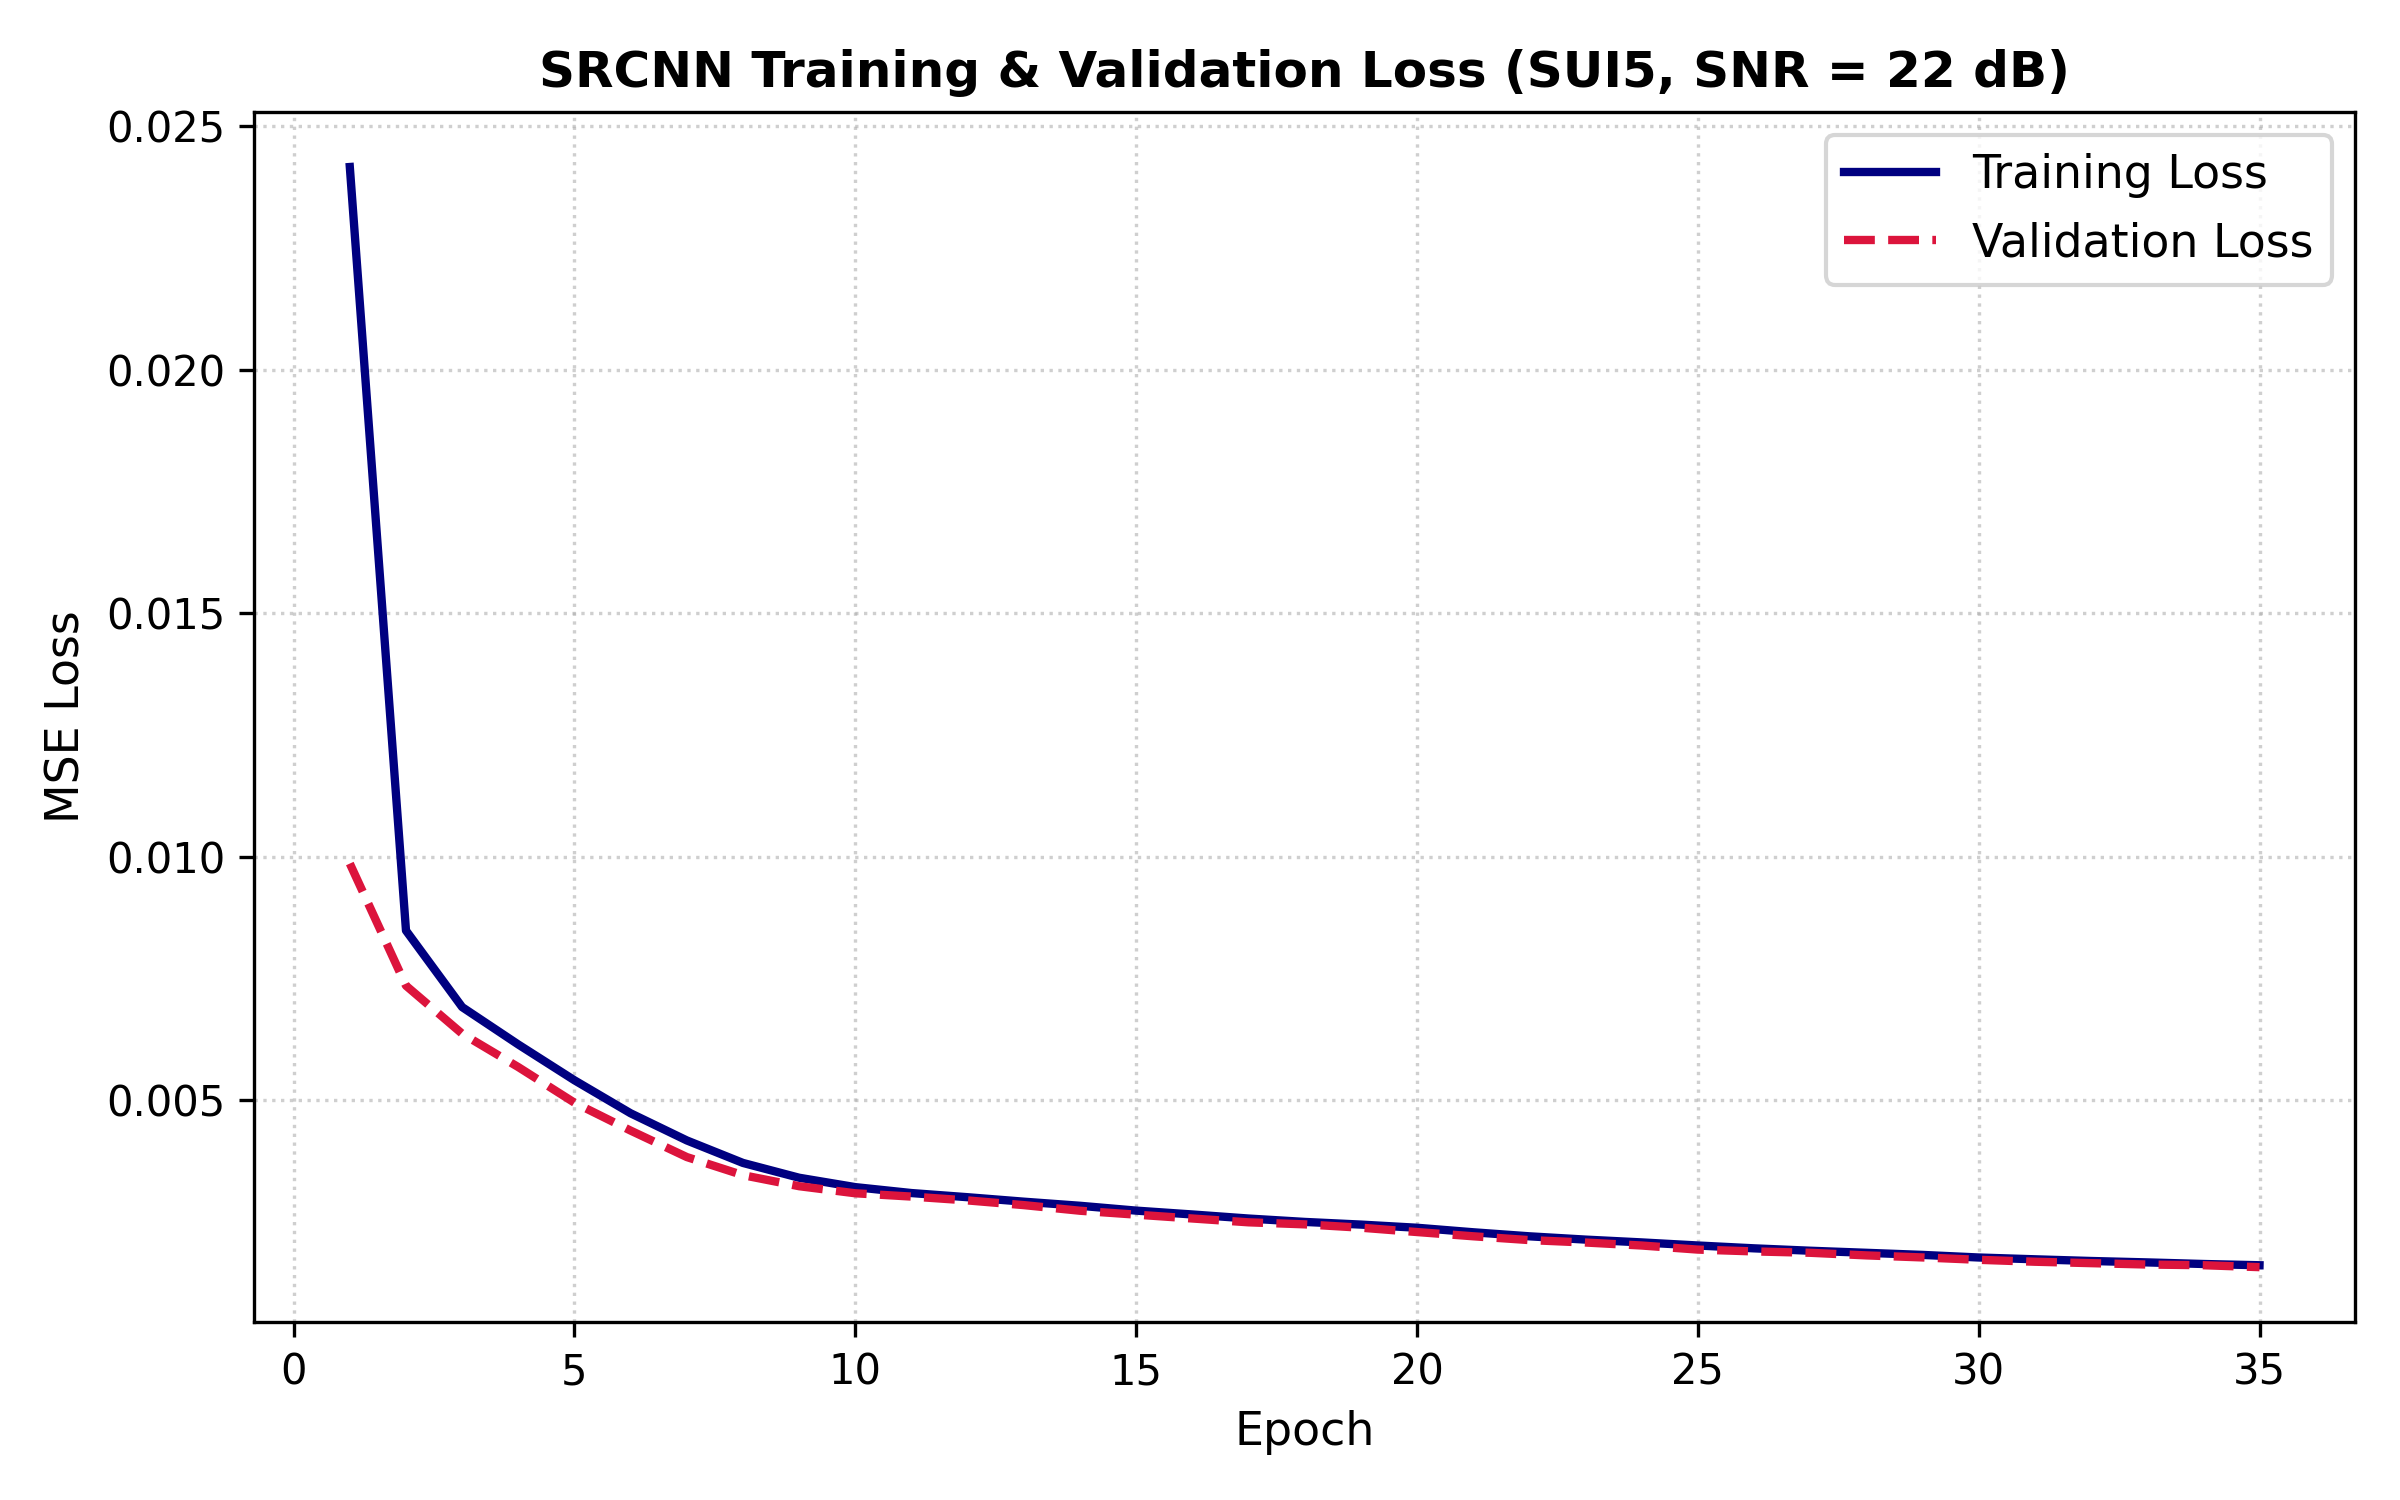 SRCNN Training & Validation Loss (SUI5, SNR = 22 dB)
Training Loss
Validation Loss
MSE Loss
0.025
0.020
0.015
0.010
0.005
0 5 10 15 20 25 30 35
Epoch